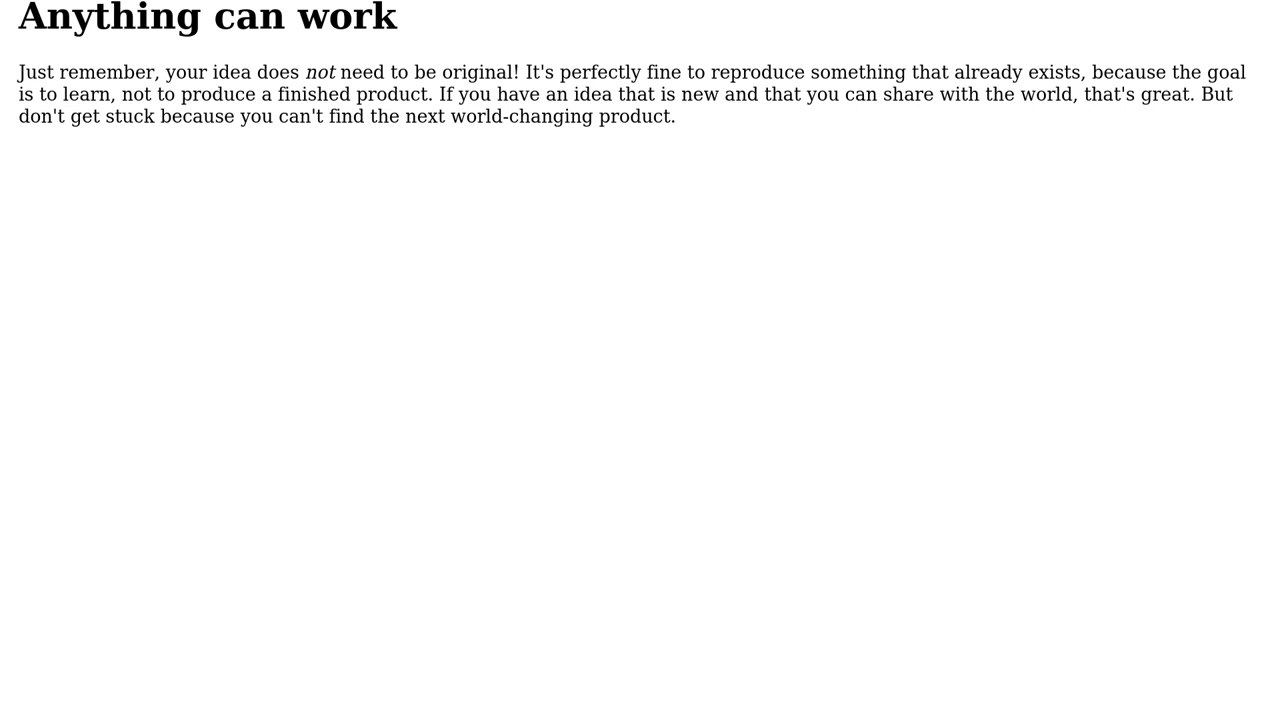 Anything can work
Just remember, your idea does not need to be original! It's perfectly fine to reproduce something that already exists, because the goal
is to learn, not to produce a finished product. If you have an idea that is new and that you can share with the world, that's great. But
don't get stuck because you can't find the next world-changing product.